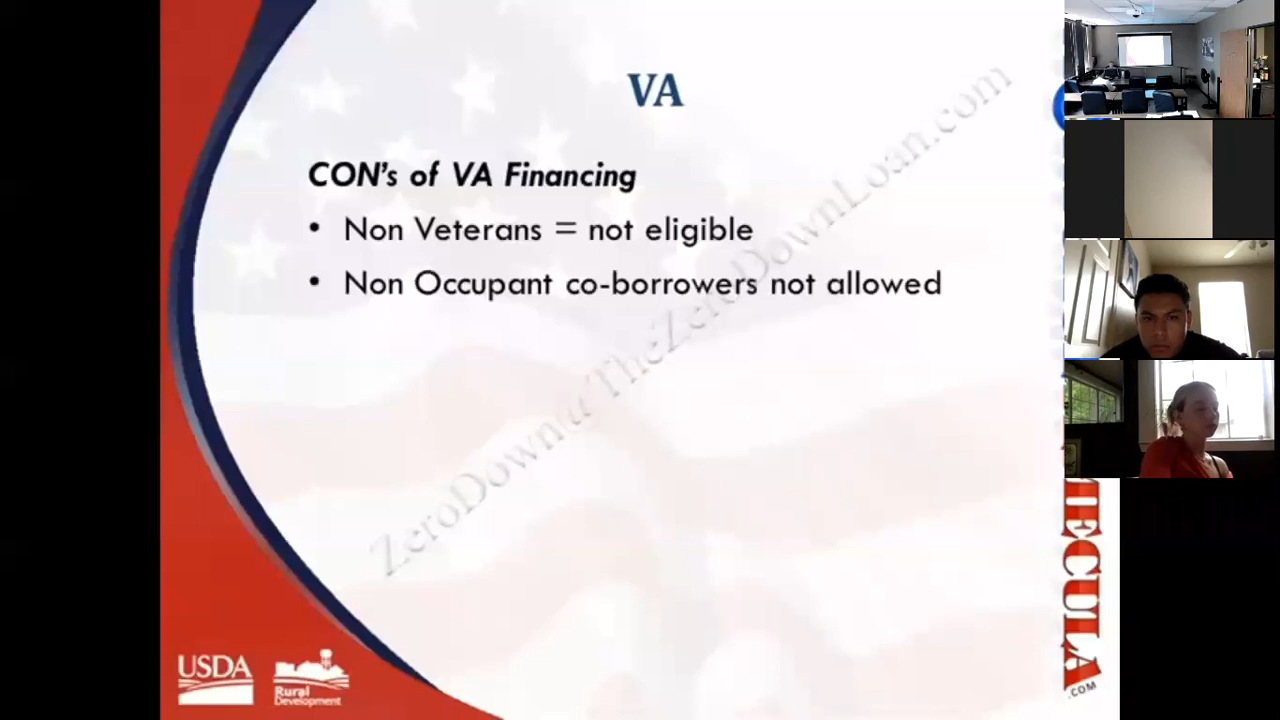 VA
CON's of VA Financing
• Non Veterans = not eligible
• Non Occupant co-borrowers not allowed
ZeroDown@TheZeroDownLoan.com
USDA
Rural
Development
MECULA
.COM